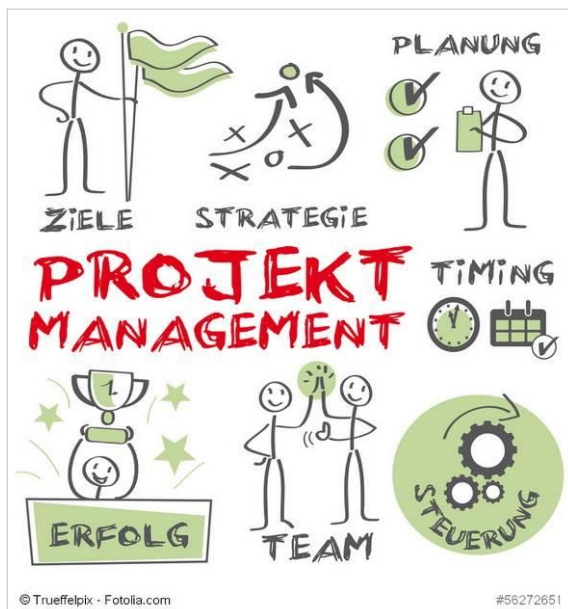 PLANUNG
ZIELE
STRATEGIE
PROJEKT
MANAGEMENT
TIMING
1
ERFOLG
TEAM
STEUERUNG
© Trueffelpix - Fotolia.com
#56272651